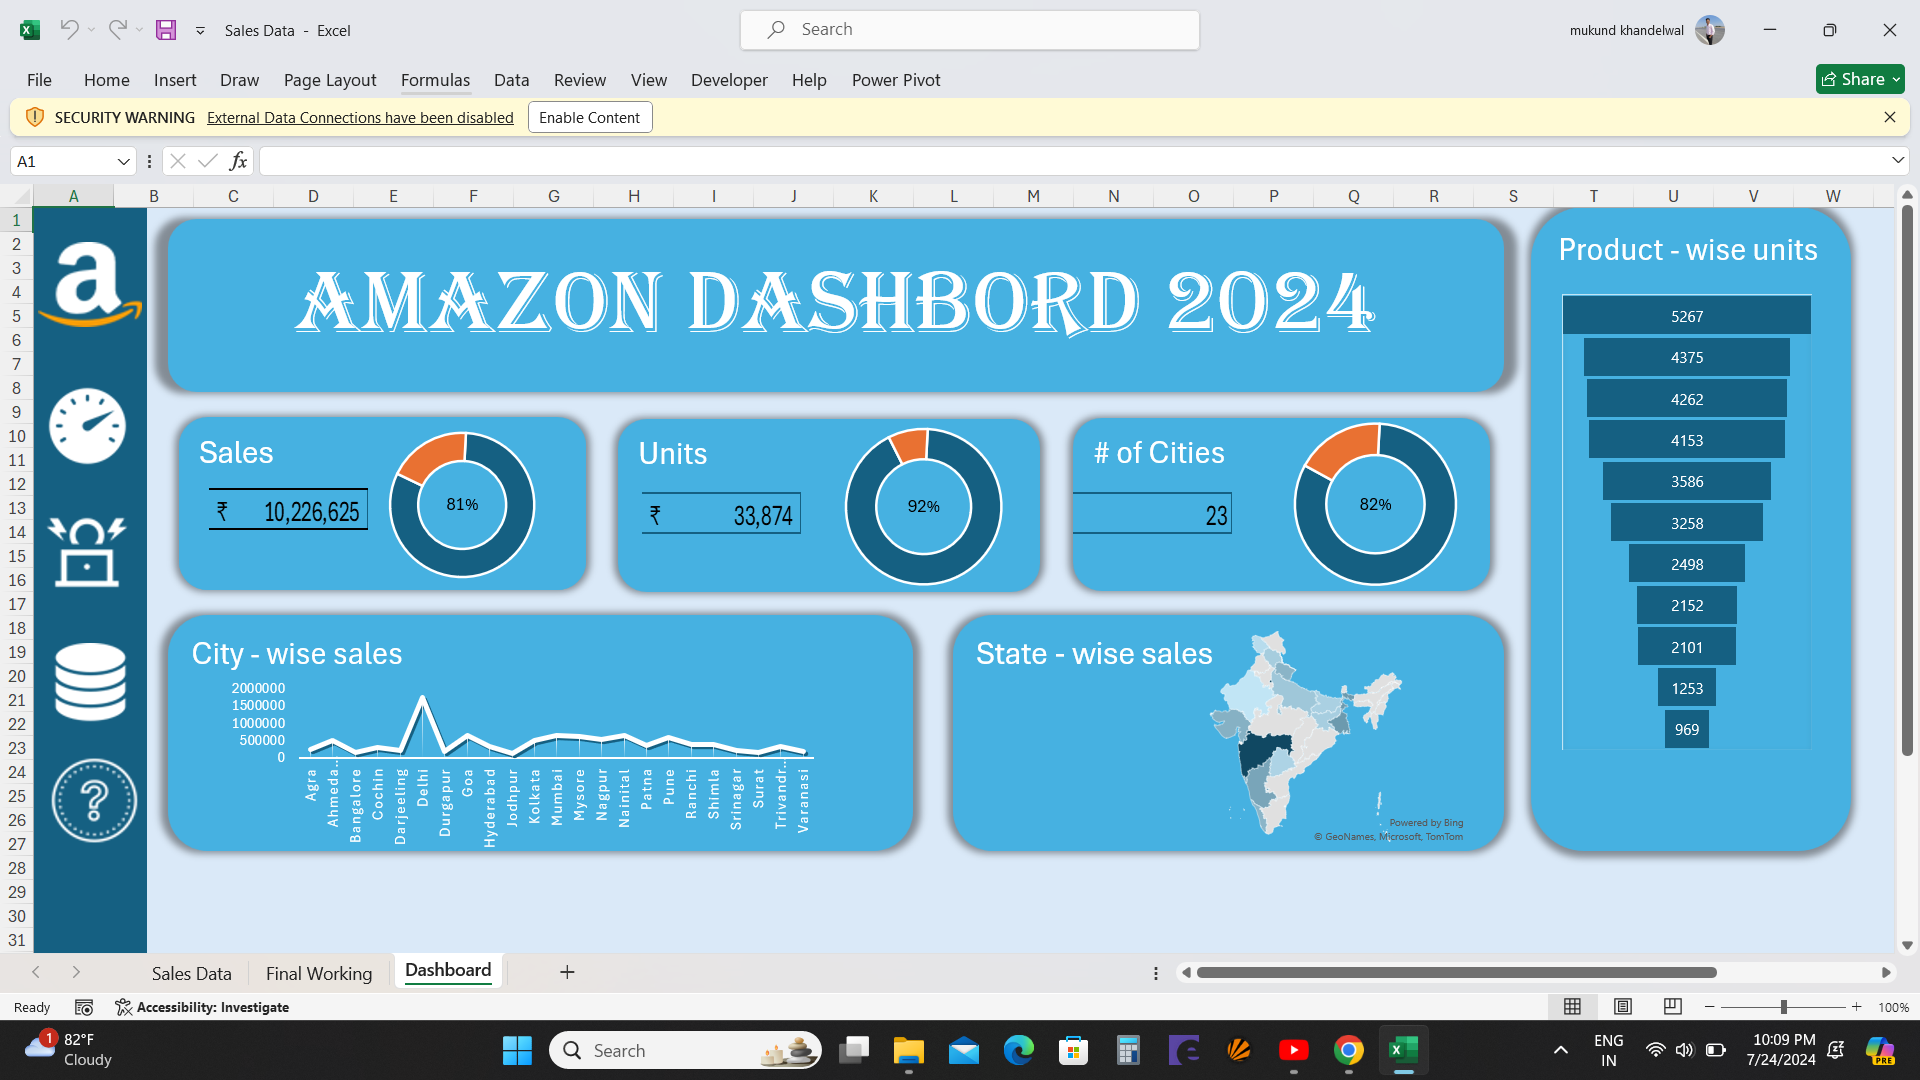 Sales Data - Excel
Search
mukund khandelwal
File Home Insert Draw Page Layout Formulas Data Review View Developer Help Power Pivot
Share
SECURITY WARNING External Data Connections have been disabled Enable Content
A1
fx
A B C D E F G H I J K L M N O P Q R S T U V W
1
2
3
4
5
6
7
8
9
10
11
12
13
14
15
16
17
18
19
20
21
22
23
24
25
26
27
28
29
30
31
a
?
AMAZON DASHBORD 2024
Sales
₹ 10,226,625
81%
Units
₹ 33,874
92%
# of Cities
23
82%
City - wise sales
2000000
1500000
1000000
500000
0
Agra
Ahmeda...
Bangalore
Cochin
Darjeeling
Delhi
Durgapur
Goa
Hyderabad
Jodhpur
Kolkata
Mumbai
Mysore
Nagpur
Nainital
Patna
Pune
Ranchi
Shimla
Srinagar
Surat
Trivandr...
Varanasi
State - wise sales
Powered by Bing
© GeoNames, Microsoft, TomTom
Product - wise units
5267
4375
4262
4153
3586
3258
2498
2152
2101
1253
969
Sales Data Final Working Dashboard
Ready
Accessibility: Investigate
100%
1
82°F
Cloudy
Search
ENG
IN
10:09 PM
7/24/2024
PRE